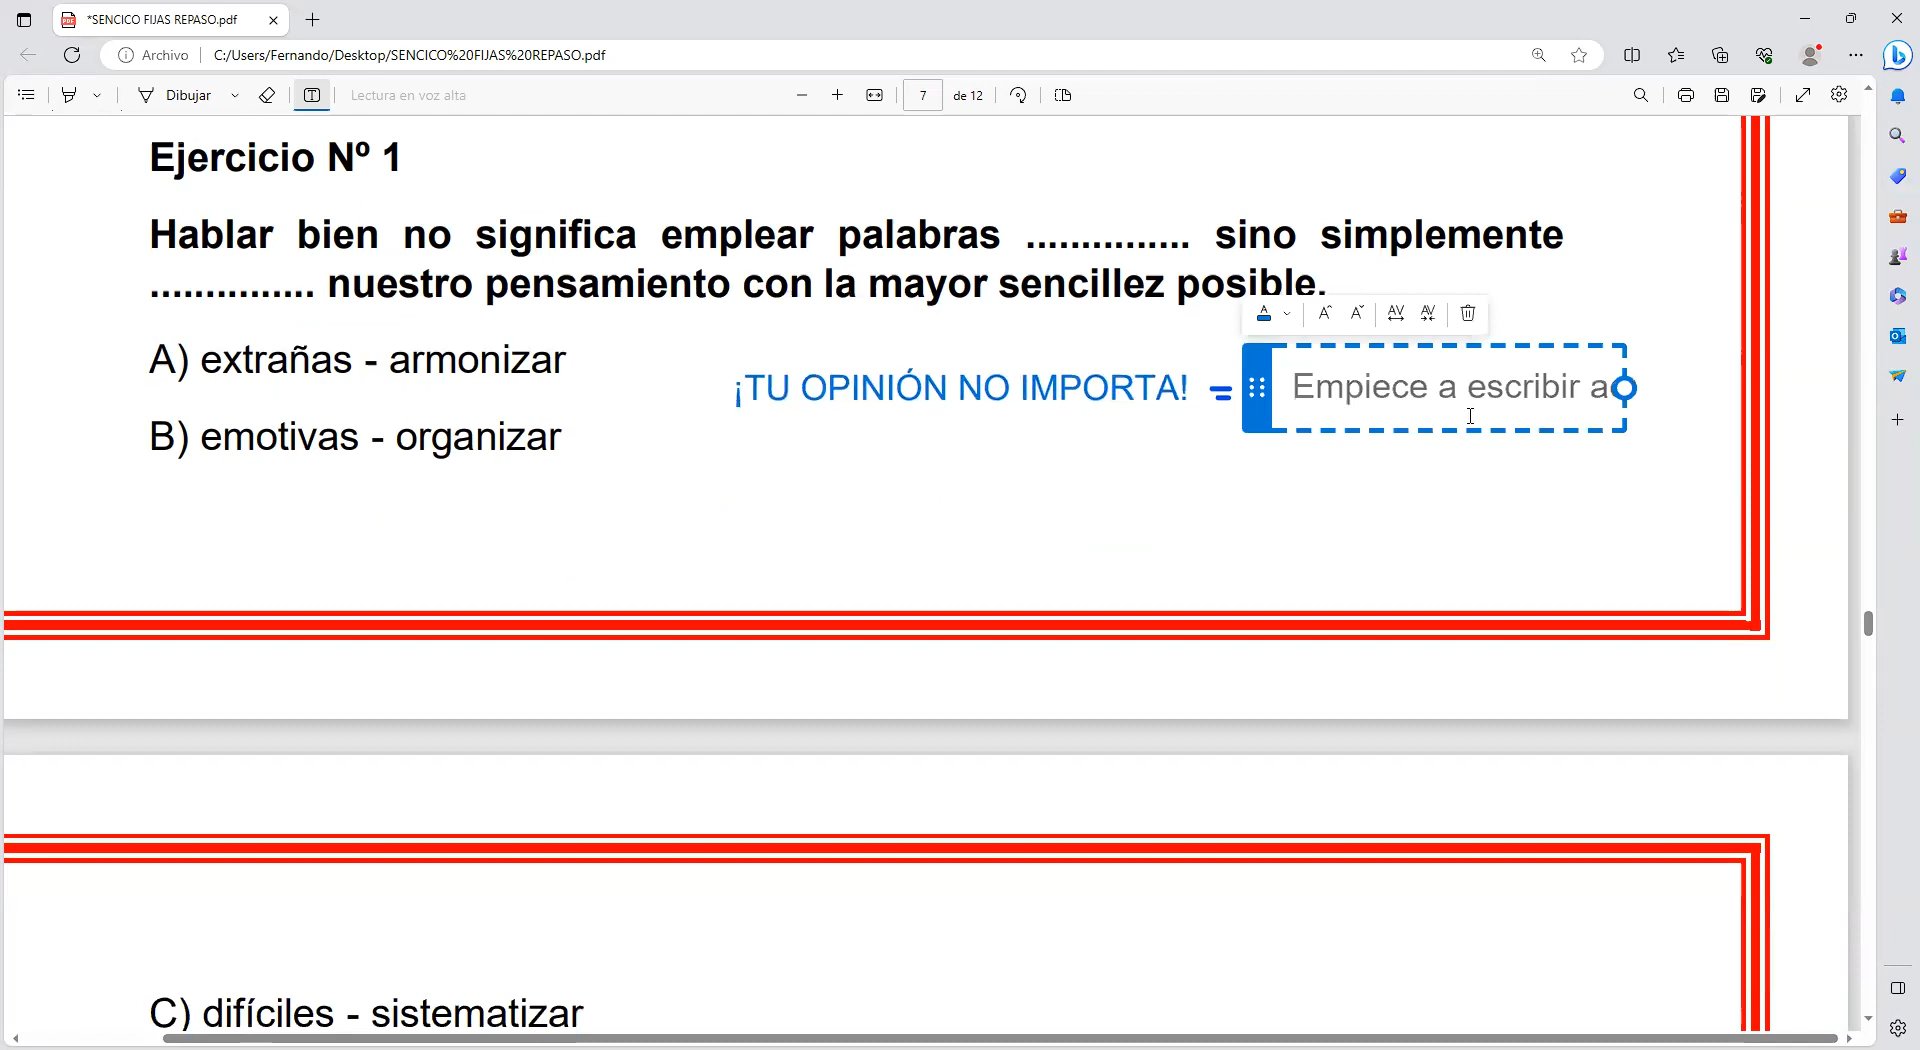 *SENCICO FIJAS REPASO.pdf
Archivo
C:/Users/Fernando/Desktop/SENCICO%20FIJAS%20REPASO.pdf
Dibujar
Lectura en voz alta
7 de 12
Ejercicio Nº 1
Hablar bien no significa emplear palabras ............... sino simplemente
............... nuestro pensamiento con la mayor sencillez posible.
A) extrañas - armonizar
¡TU OPINIÓN NO IMPORTA! =
Empiece a escribir a
B) emotivas - organizar
C) difíciles - sistematizar